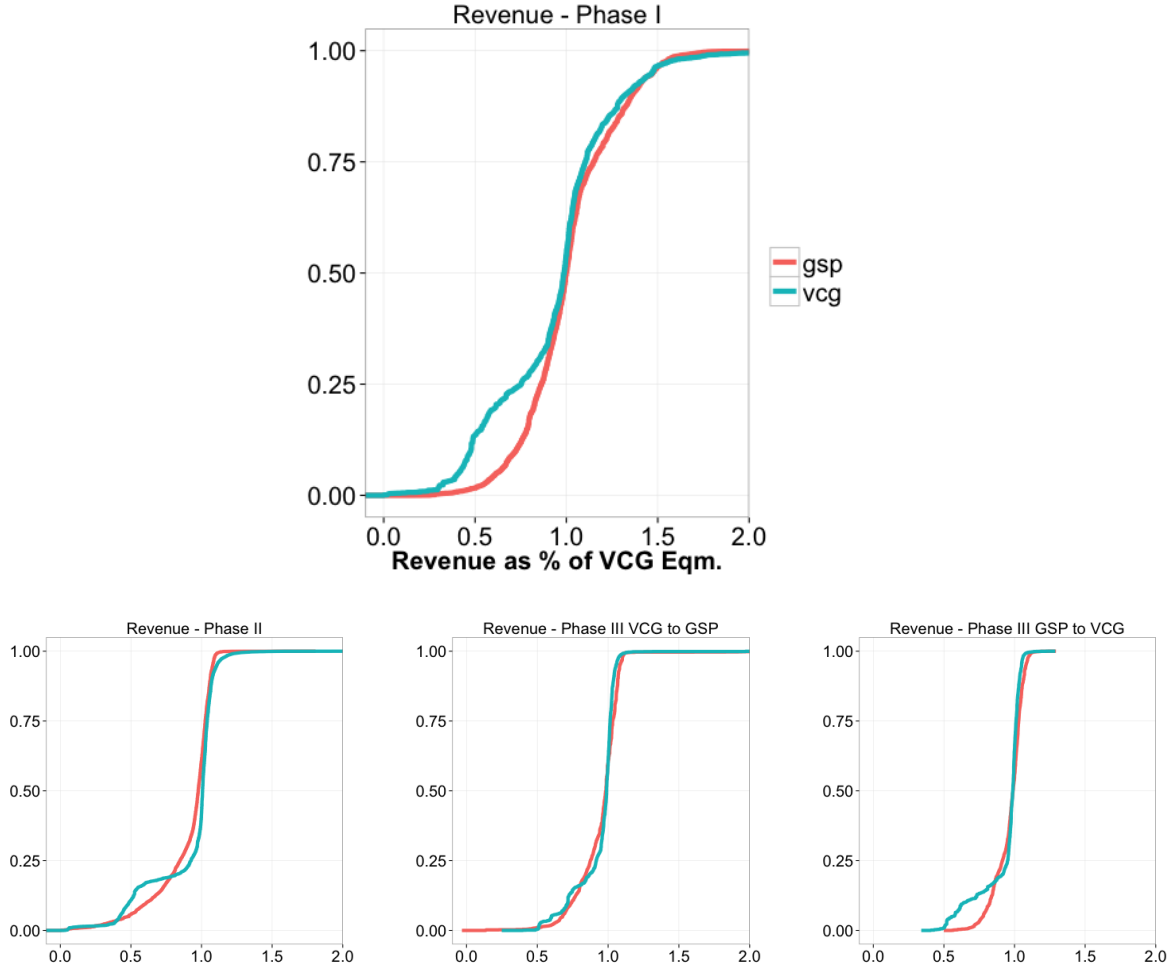 Revenue - Phase I
1.00
0.75
0.50
0.25
0.00
0.0 0.5 1.0 1.5 2.0
Revenue as % of VCG Eqm.
gsp
vcg
Revenue - Phase II
1.00
0.75
0.50
0.25
0.00
0.0 0.5 1.0 1.5 2.0
Revenue - Phase III VCG to GSP
1.00
0.75
0.50
0.25
0.00
0.0 0.5 1.0 1.5 2.0
Revenue - Phase III GSP to VCG
1.00
0.75
0.50
0.25
0.00
0.0 0.5 1.0 1.5 2.0